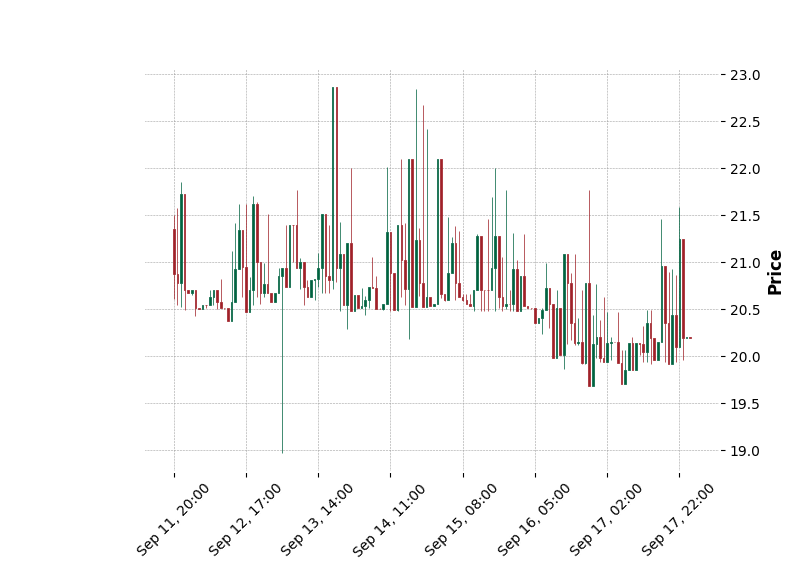 23.0
22.5
22.0
21.5
21.0
20.5
20.0
19.5
19.0
Price
Sep 11, 20:00
Sep 12, 17:00
Sep 13, 14:00
Sep 14, 11:00
Sep 15, 08:00
Sep 16, 05:00
Sep 17, 02:00
Sep 17, 22:00